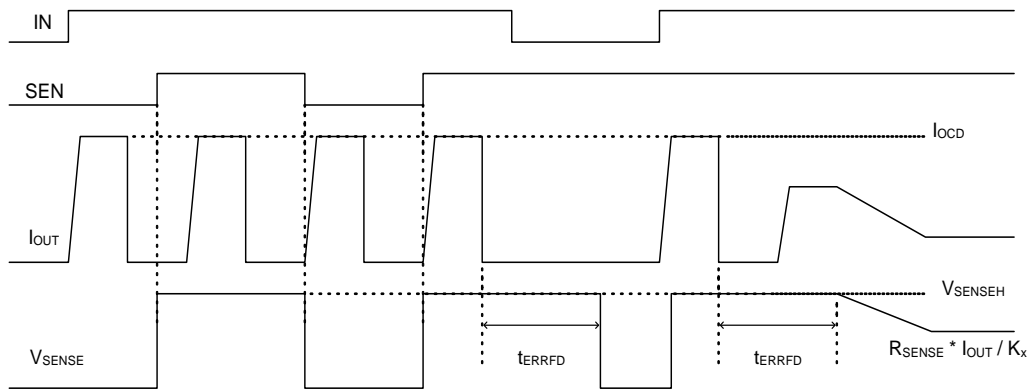 IN
SEN
IOCD
IOUT
VSENSEH
VSENSE
tERRFD
tERRFD
RSENSE * IOUT / Kx